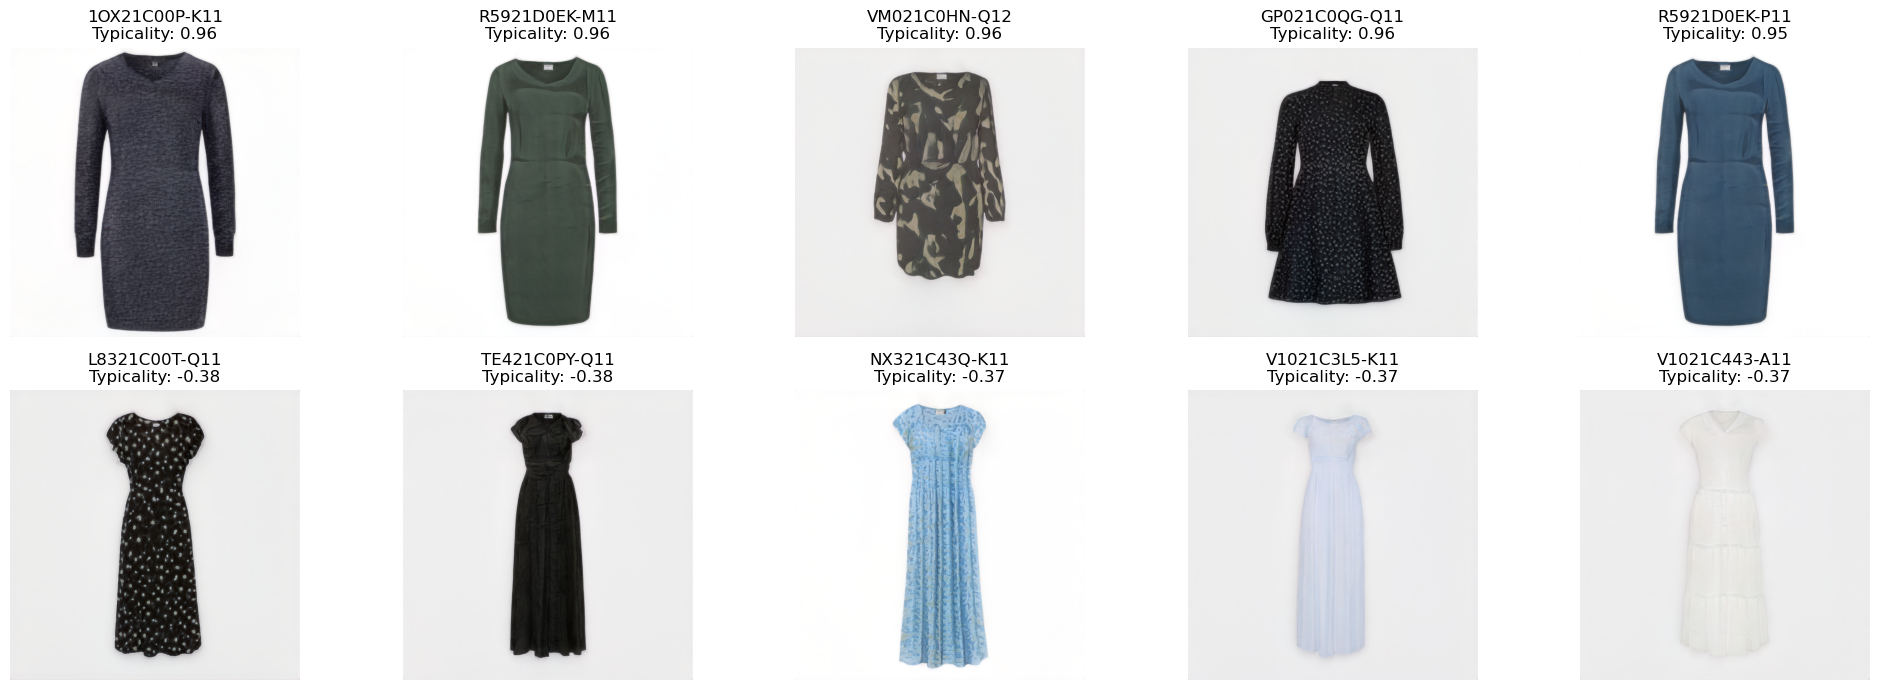 1OX21C00P-K11
Typicality: 0.96
R5921D0EK-M11
Typicality: 0.96
VM021C0HN-Q12
Typicality: 0.96
GP021C0QG-Q11
Typicality: 0.96
R5921D0EK-P11
Typicality: 0.95
L8321C00T-Q11
Typicality: -0.38
TE421C0PY-Q11
Typicality: -0.38
NX321C43Q-K11
Typicality: -0.37
V1021C3L5-K11
Typicality: -0.37
V1021C443-A11
Typicality: -0.37